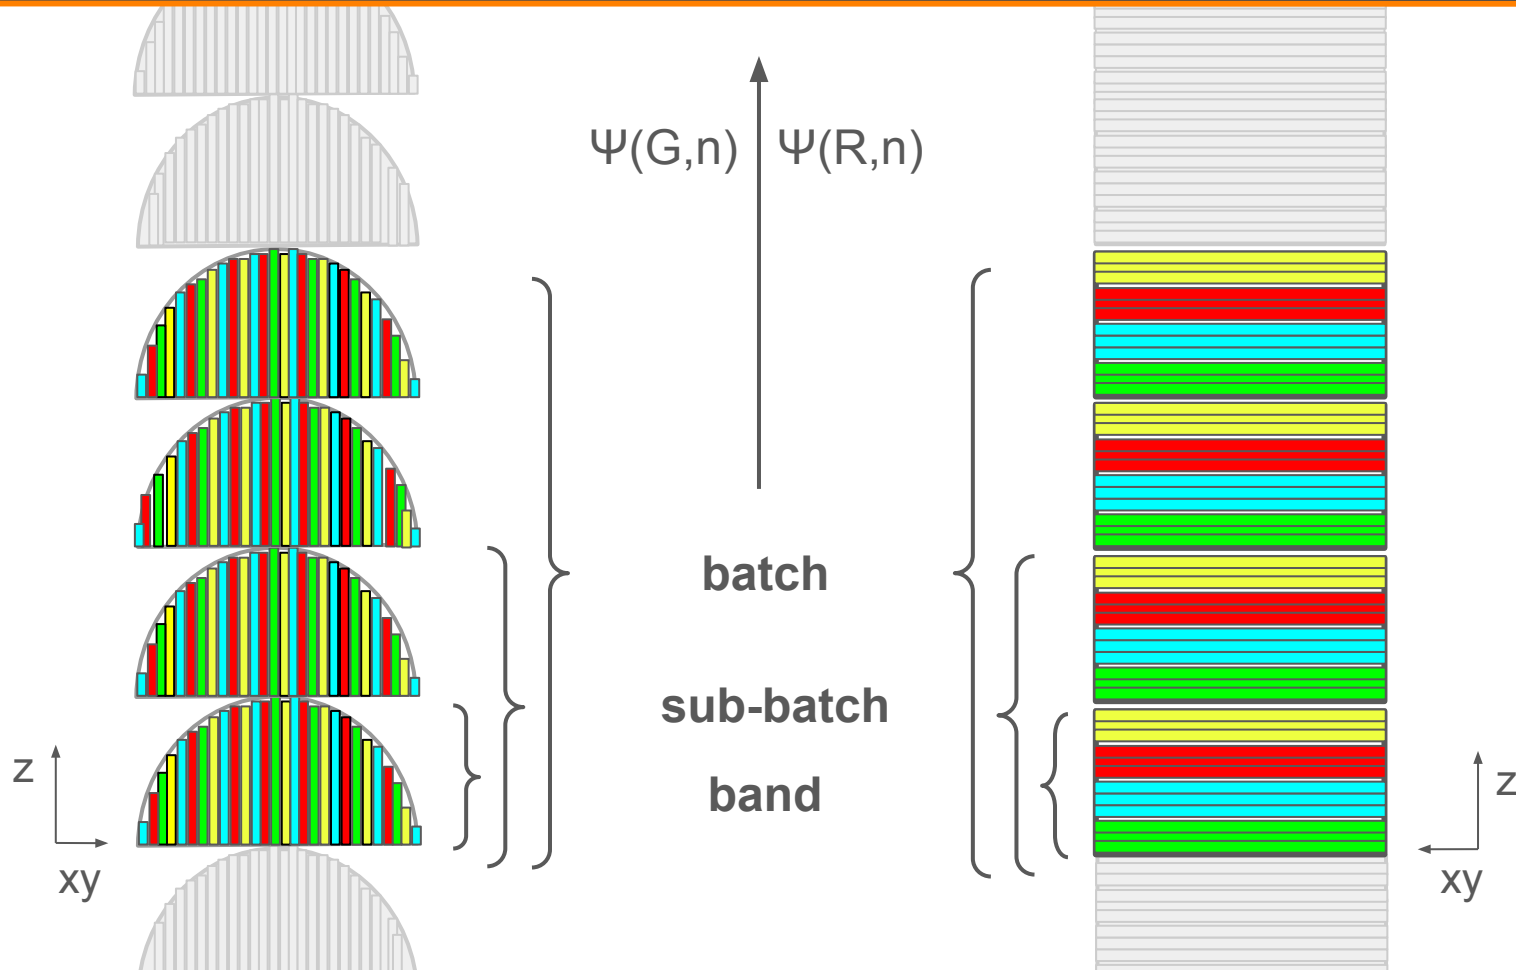 Ψ(G,n) Ψ(R,n)
batch
sub-batch
band
z
xy
z
xy